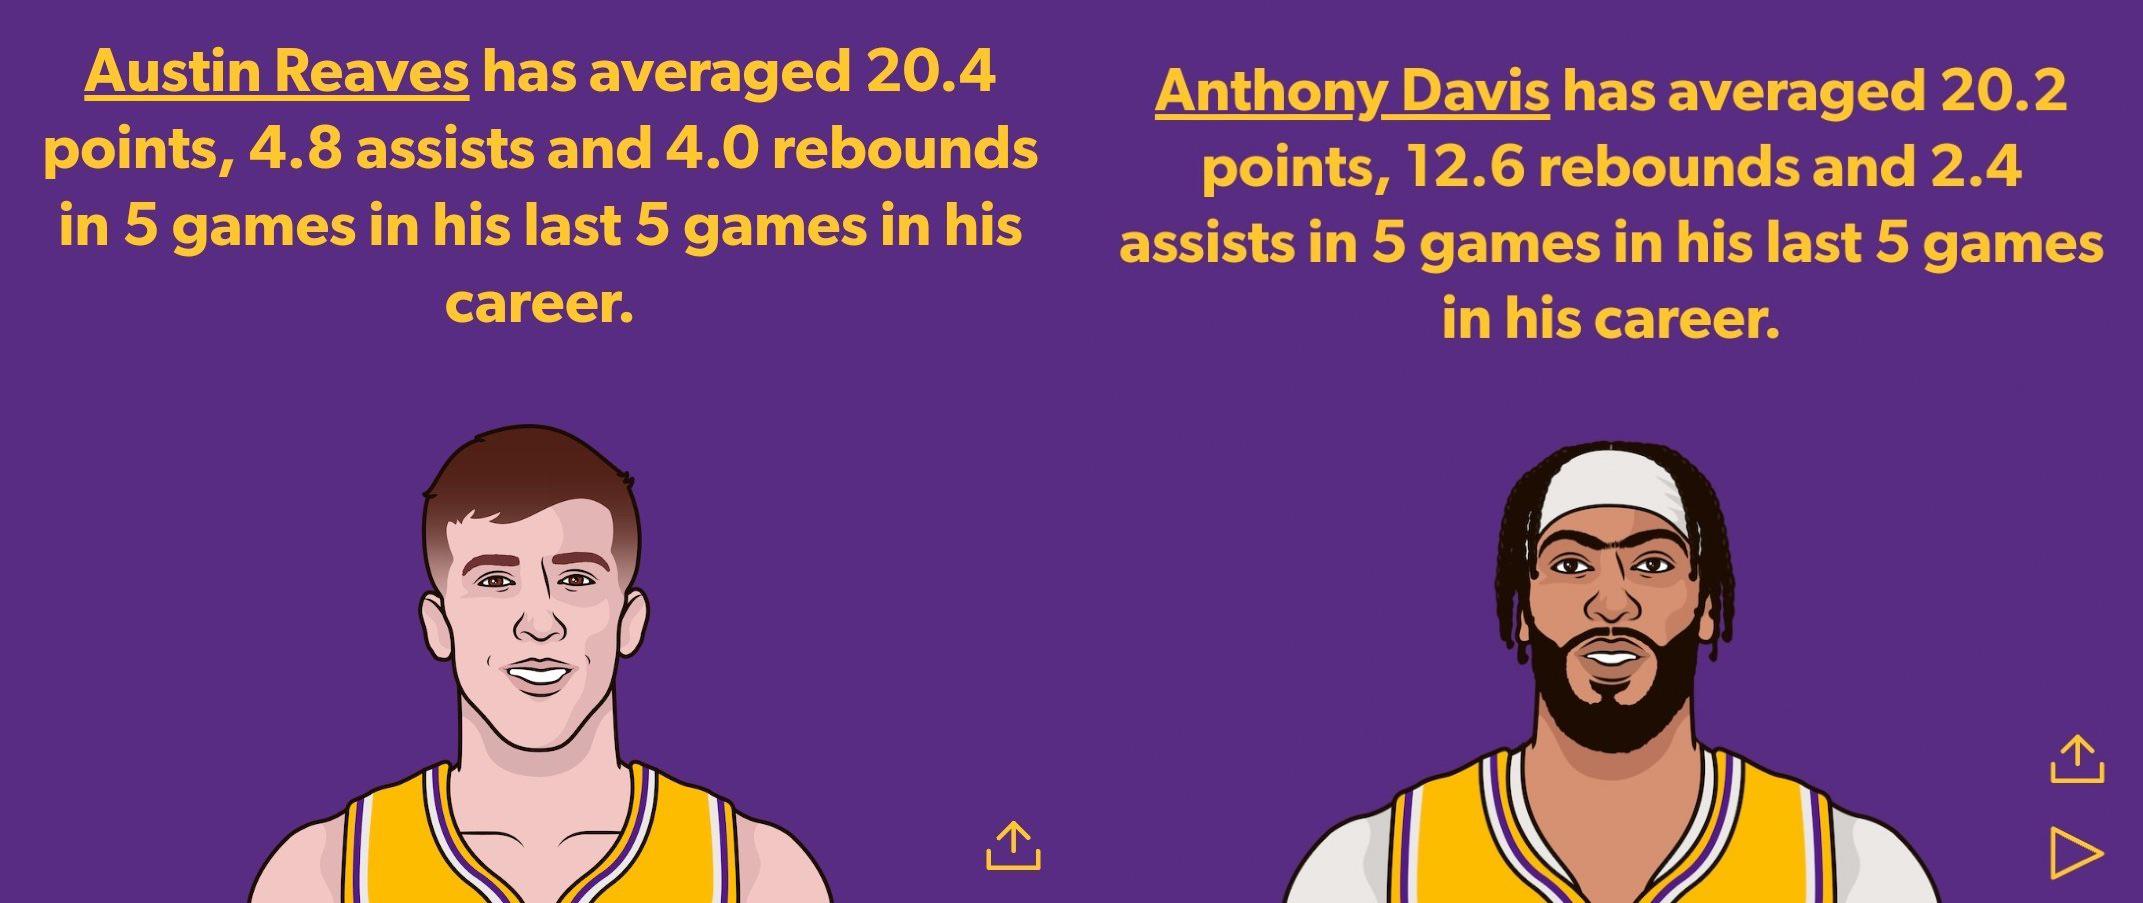 Austin Reaves has averaged 20.4
points, 4.8 assists and 4.0 rebounds
in 5 games in his last 5 games in his
career.
Anthony Davis has averaged 20.2
points, 12.6 rebounds and 2.4
assists in 5 games in his last 5 games
in his career.